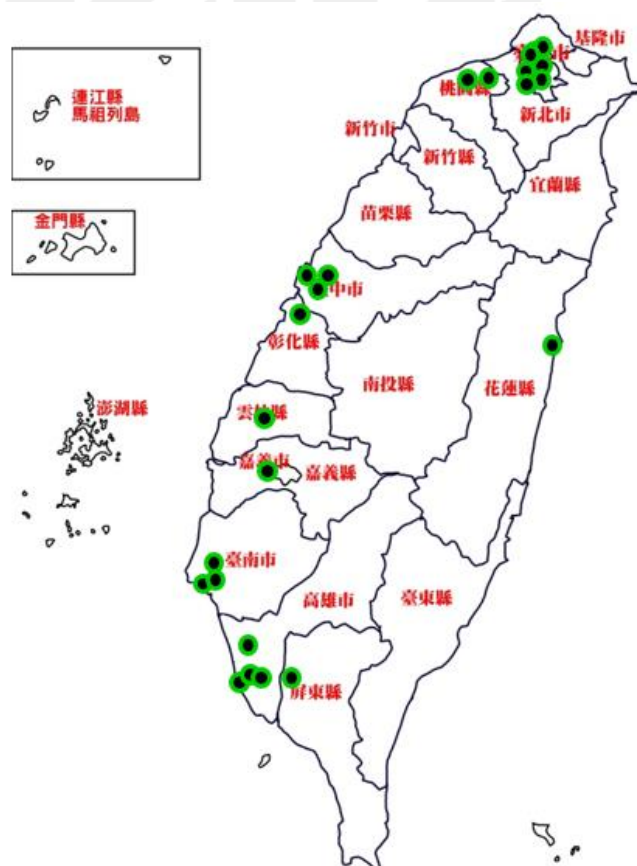 基隆市
連江縣
馬祖列島
桃園縣
新北市
新竹市
新竹縣
宜蘭縣
苗栗縣
金門縣
中市
彰化縣
南投縣
花蓮縣
澎湖縣
雲林縣
嘉義市
嘉義縣
臺南市
高雄市
臺東縣
屏東縣